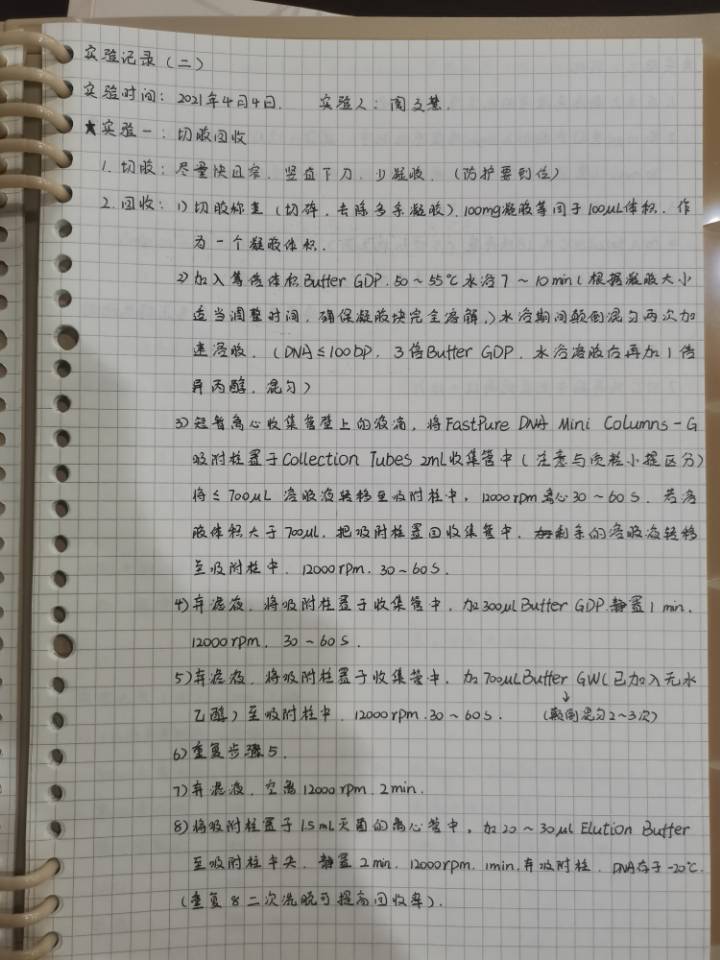 实验记录（二）
实验时间：2021年4月4日. 实验人：周文慧.
★实验一：切胶回收
1. 切胶：尽量快且窄，竖直下刀，少凝胶.（防护要到位）
2. 回收：1) 切胶称重（切碎，去除多余凝胶），100mg凝胶等同于100μL体积，作
为一个凝胶体积.
2) 加入等倍体积Buffer GDP，50～55℃水浴7～10min（根据凝胶大小
适当调整时间，确保凝胶块完全溶解.）水浴期间颠倒混匀两次加
速溶胶.（DNA≤100bp，3倍Buffer GDP，水浴溶胶后再加1倍
异丙醇，混匀）
3) 短暂离心收集管壁上的液滴，将FastPure DNA Mini Columns-G
吸附柱置于Collection Tubes 2mL收集管中（注意与质粒小提区分）
将≤700μL 溶胶液转移至吸附柱中，12000rpm离心30～60s，若溶
胶体积大于700μL，把吸附柱置回收集管中，剩余的溶胶液转移
至吸附柱中，12000rpm，30～60s.
4) 弃滤液，将吸附柱置于收集管中，加300μL Buffer GDP.静置1min，
12000rpm，30～60s.
5) 弃滤液，将吸附柱置于收集管中，加700μL Buffer GW（已加入无水
乙醇）至吸附柱中，12000rpm.30～60s. ↓（颠倒混匀2～3次）
6) 重复步骤5.
7) 弃滤液，空离12000rpm，2min.
8) 将吸附柱置于1.5mL灭菌的离心管中，加20～30μL Elution Buffer
至吸附柱中央，静置2min，12000rpm，1min，弃吸附柱，DNA存于-20℃.
（重复8二次洗脱可提高回收率）.